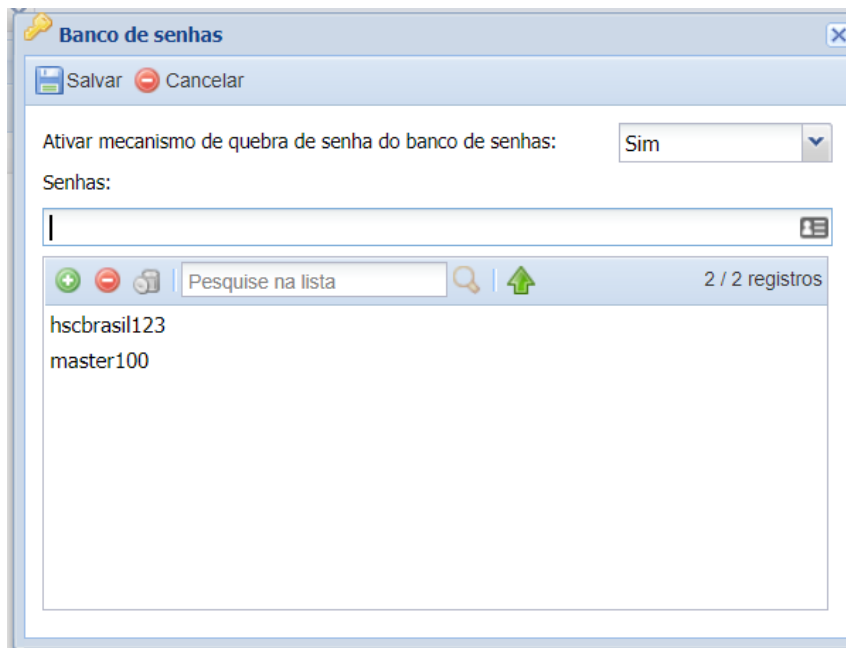 Banco de senhas
Salvar Cancelar
Ativar mecanismo de quebra de senha do banco de senhas: Sim
Senhas:
Pesquise na lista 2 / 2 registros
hscbrasil123
master100